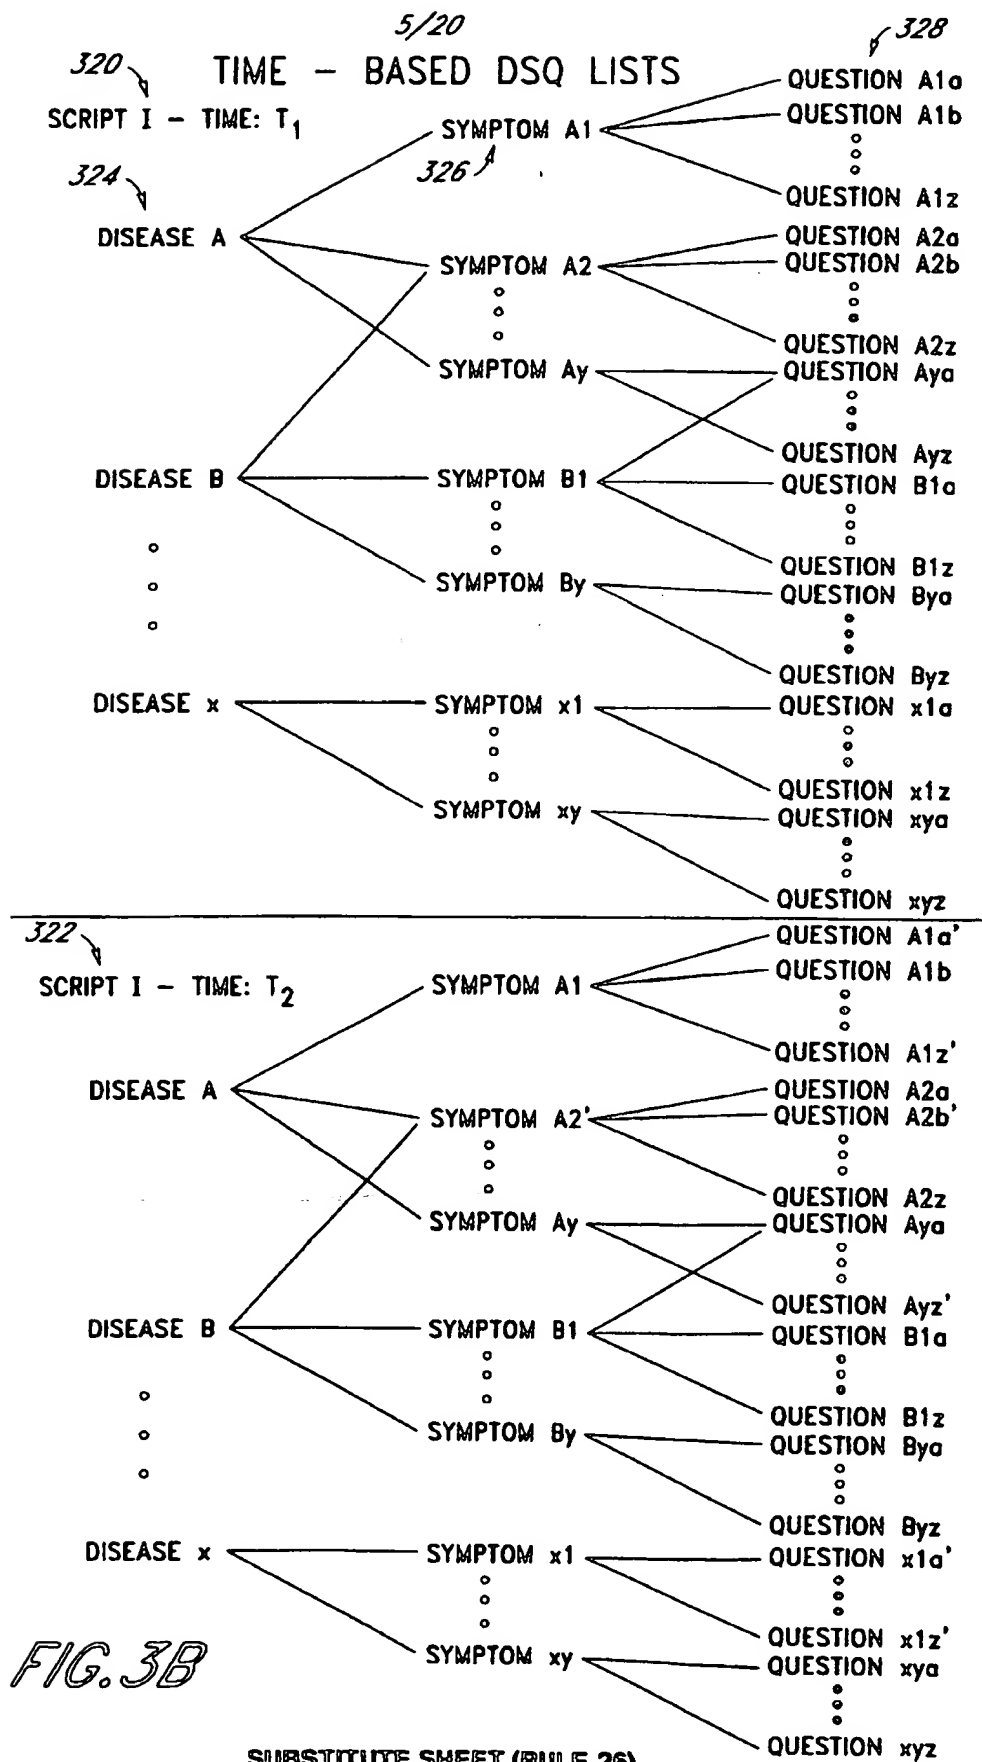 5/20
328
320
TIME - BASED DSQ LISTS
QUESTION A1a
SCRIPT I - TIME: T1
QUESTION A1b
SYMPTOM A1
326
324
QUESTION A1z
DISEASE A
QUESTION A2a
SYMPTOM A2
QUESTION A2b
QUESTION A2z
SYMPTOM Ay
QUESTION Aya
QUESTION Ayz
DISEASE B
SYMPTOM B1
QUESTION B1a
QUESTION B1z
SYMPTOM By
QUESTION Bya
QUESTION Byz
DISEASE x
SYMPTOM x1
QUESTION x1a
QUESTION x1z
SYMPTOM xy
QUESTION xya
QUESTION xyz
322
QUESTION A1a'
SCRIPT I - TIME: T2
SYMPTOM A1
QUESTION A1b
QUESTION A1z'
DISEASE A
QUESTION A2a
SYMPTOM A2'
QUESTION A2b'
QUESTION A2z
SYMPTOM Ay
QUESTION Aya
QUESTION Ayz'
DISEASE B
SYMPTOM B1
QUESTION B1a
QUESTION B1z
SYMPTOM By
QUESTION Bya
QUESTION Byz
DISEASE x
SYMPTOM x1
QUESTION x1a'
QUESTION x1z'
SYMPTOM xy
QUESTION xya
QUESTION xyz
FIG. 3B
SUBSTITUTE SHEET (RULE 26)